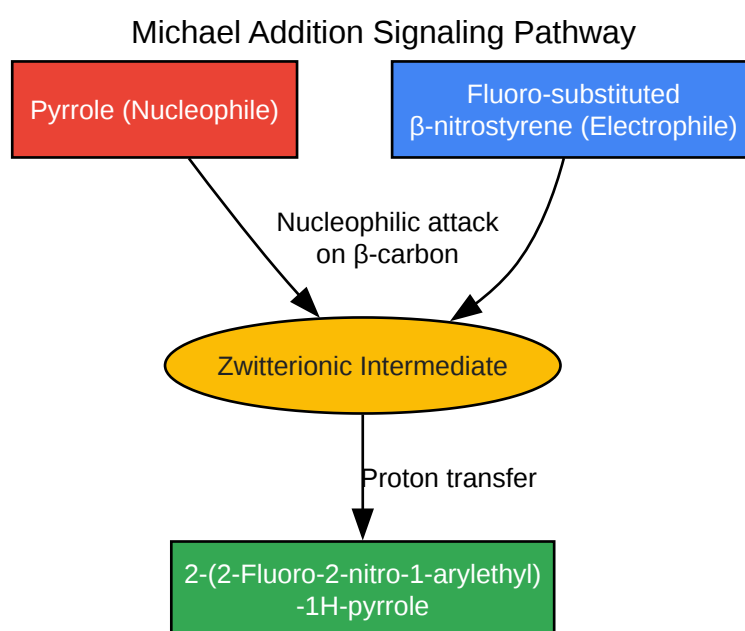 Michael Addition Signaling Pathway
Pyrrole (Nucleophile)
Fluoro-substituted
β-nitrostyrene (Electrophile)
Nucleophilic attack
on β-carbon
Zwitterionic Intermediate
Proton transfer
2-(2-Fluoro-2-nitro-1-arylethyl)
-1H-pyrrole